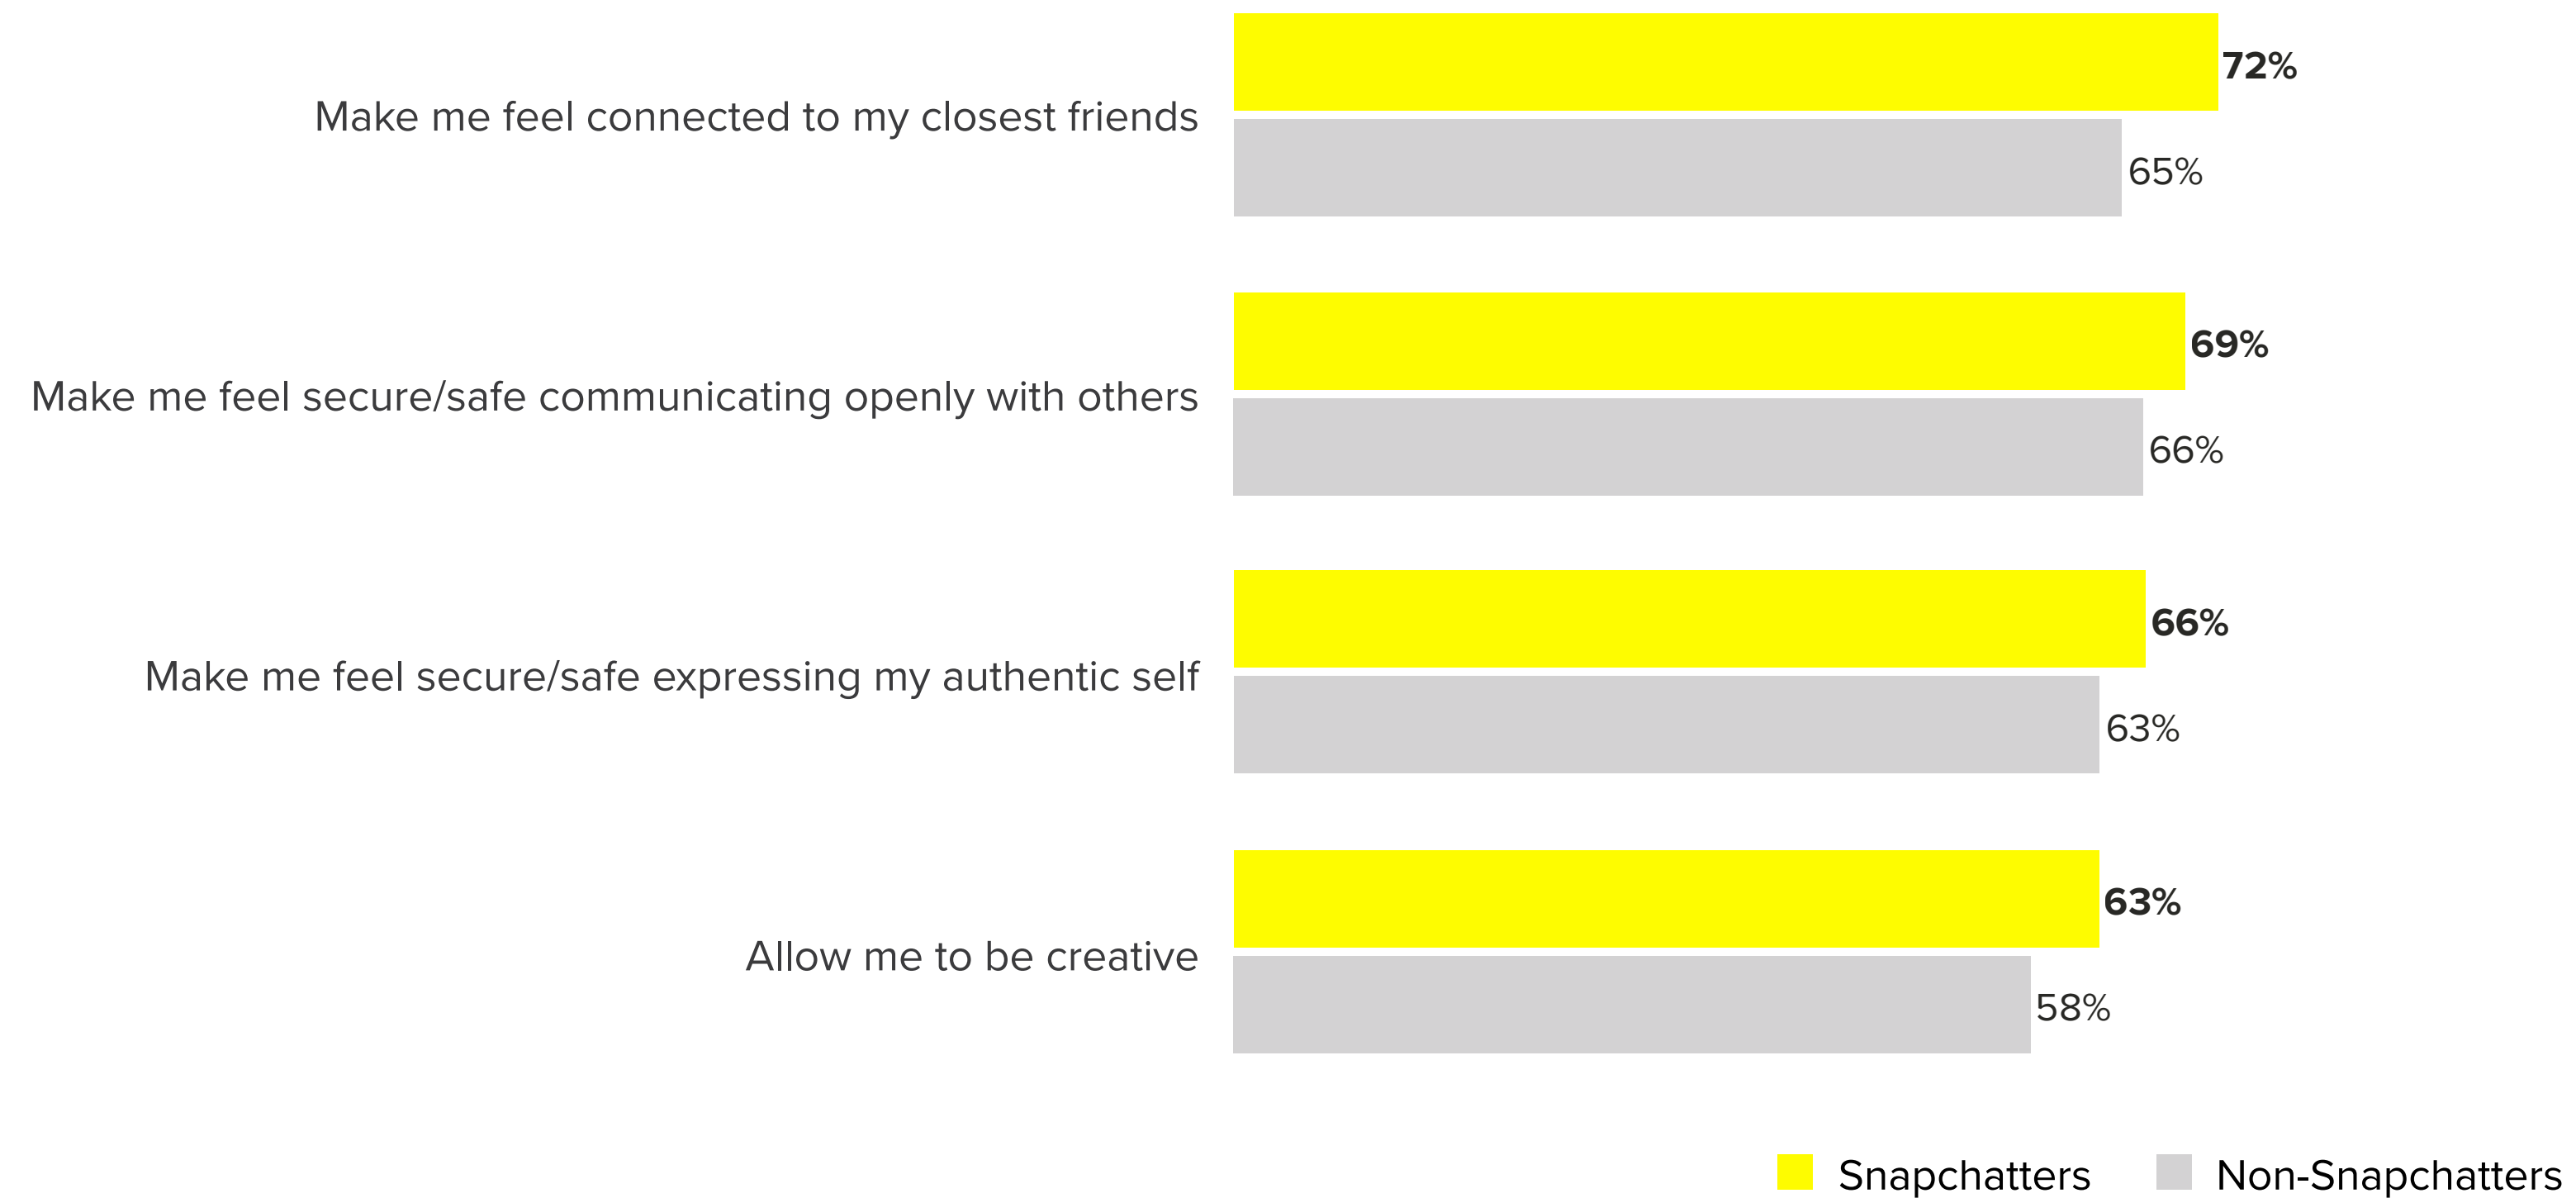 72%
Make me feel connected to my closest friends
65%
69%
Make me feel secure/safe communicating openly with others
66%
66%
Make me feel secure/safe expressing my authentic self
63%
63%
Allow me to be creative
58%
Snapchatters
Non-Snapchatters